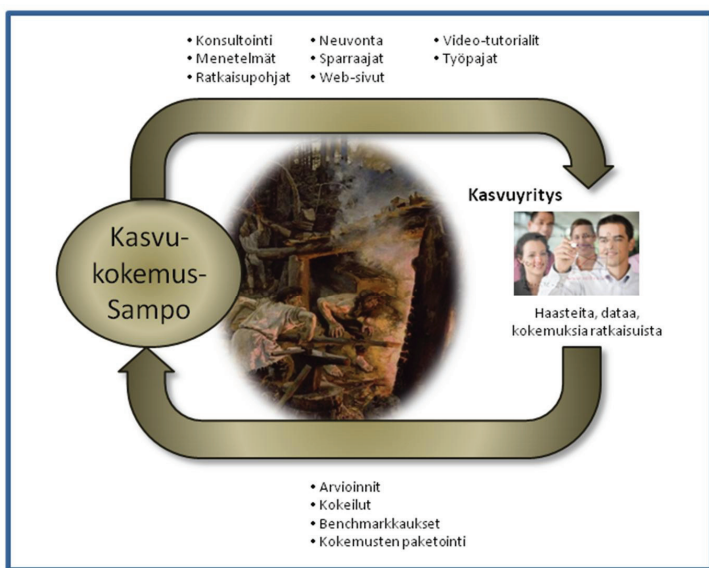 • Konsultointi
• Menetelmät
• Ratkaisupohjat
• Neuvonta
• Sparraajat
• Web-sivut
• Video-tutorialit
• Työpajat
Kasvu-
kokemus-
Sampo
Kasvuyritys
Haasteita, dataa,
kokemuksia ratkaisuista
• Arvioinnit
• Kokeilut
• Benchmarkkaukset
• Kokemusten paketointi